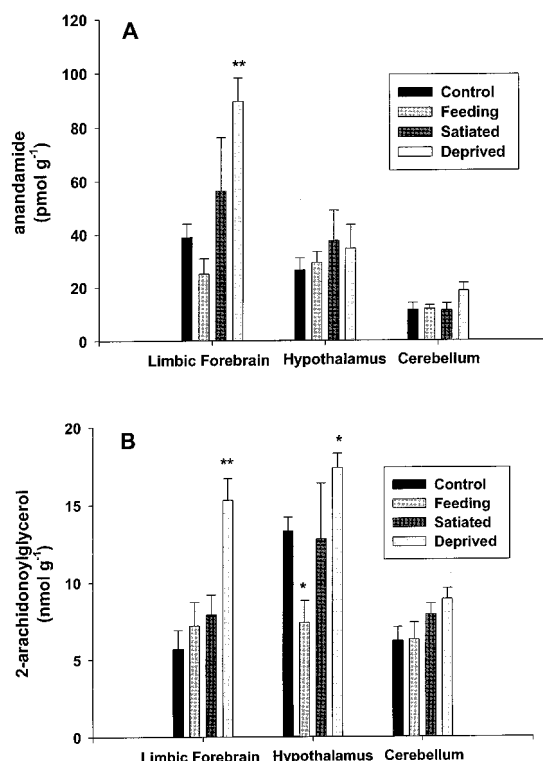 A
120
100
80
60
40
20
0
anandamide
(pmol g-1)
**
Control
Feeding
Satiated
Deprived
Limbic Forebrain Hypothalamus Cerebellum
B
20
15
10
5
0
2-arachidonoylglycerol
(nmol g-1)
**
*
*
Control
Feeding
Satiated
Deprived
Limbic Forebrain Hypothalamus Cerebellum